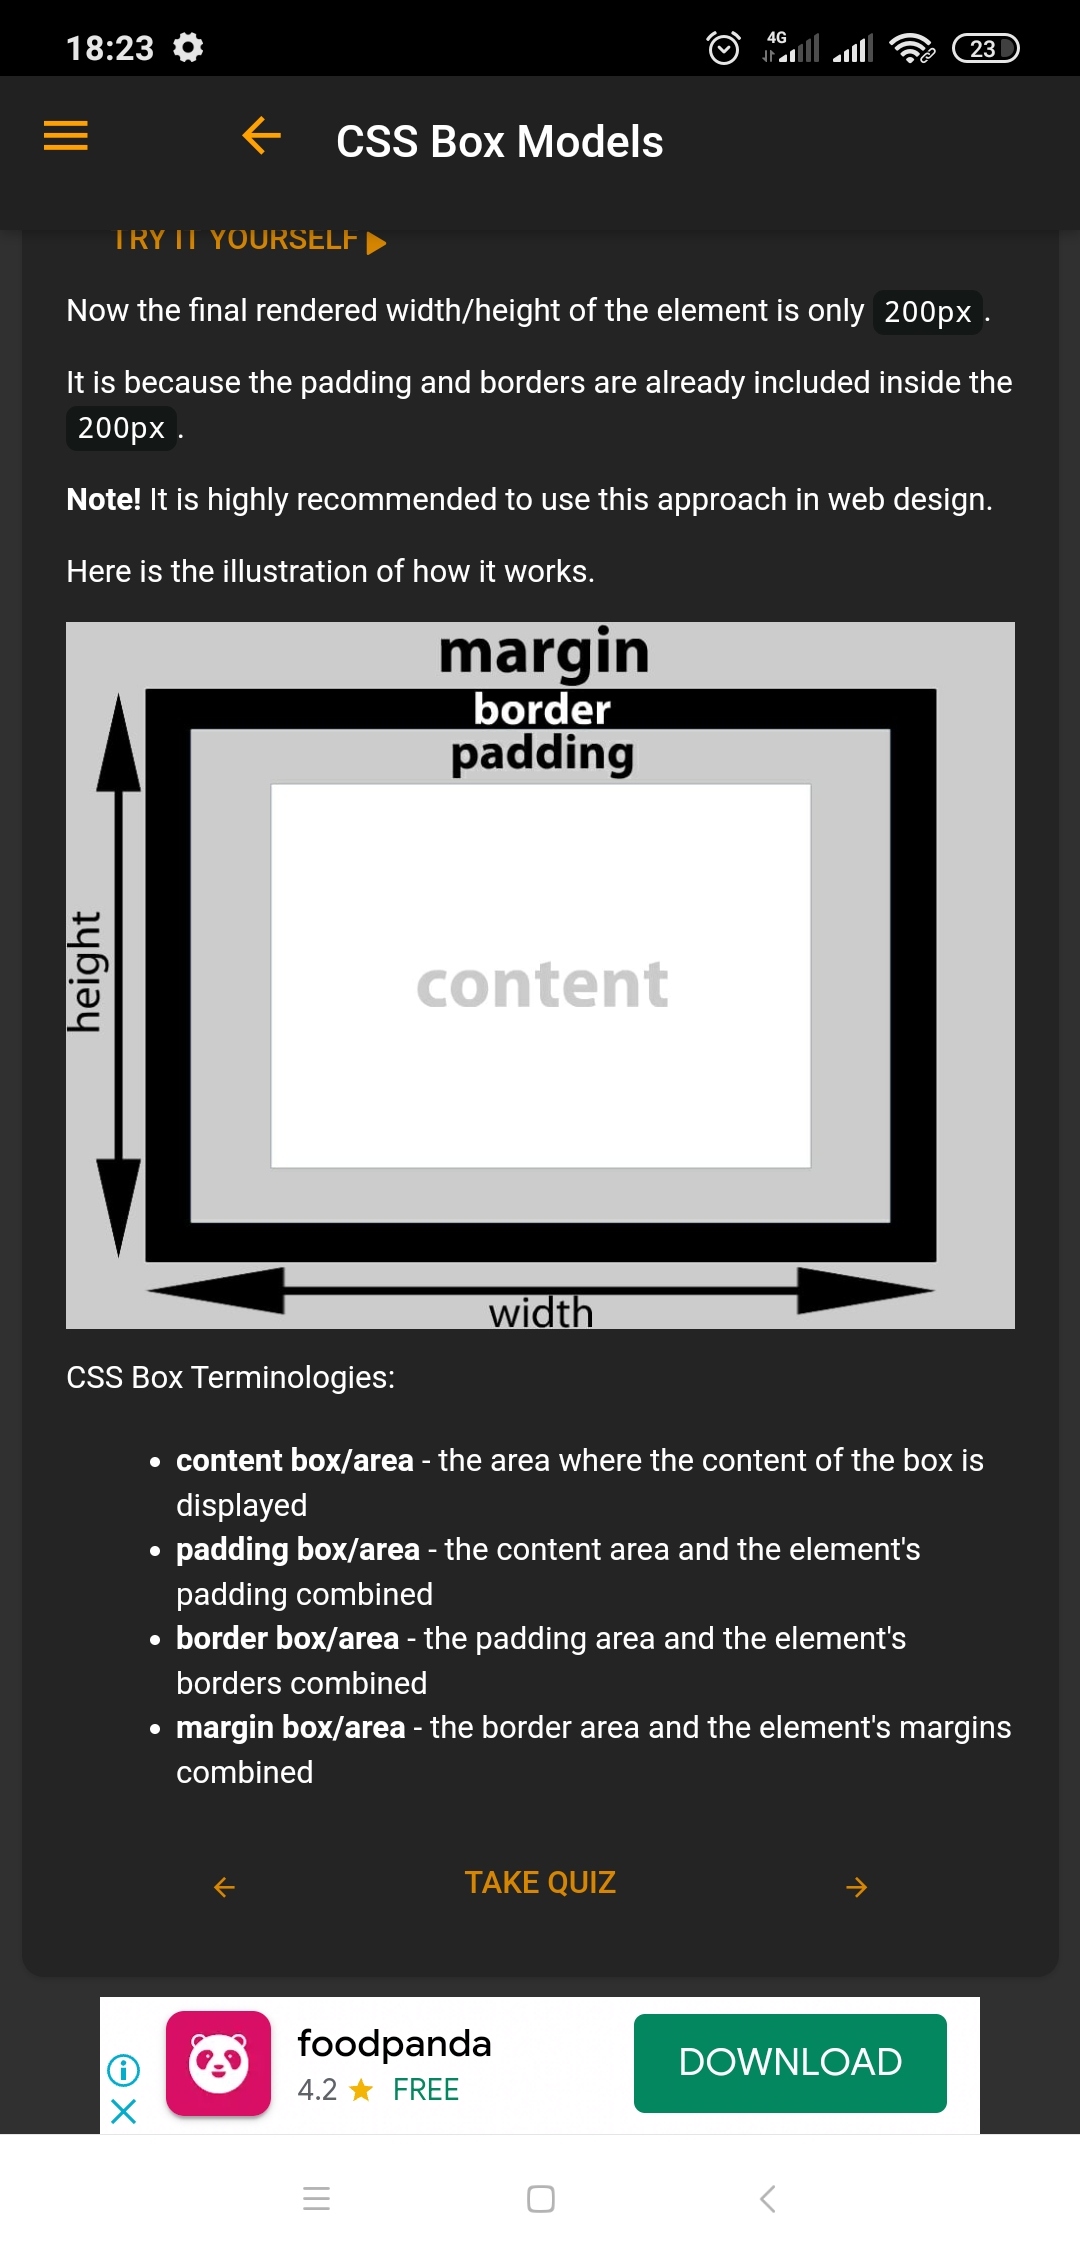 18:23
4G
23
CSS Box Models
TRY IT YOURSELF
Now the final rendered width/height of the element is only 200px.
It is because the padding and borders are already included inside the
200px.
Note! It is highly recommended to use this approach in web design.
Here is the illustration of how it works.
margin
border
padding
height
content
width
CSS Box Terminologies:
• content box/area - the area where the content of the box is
displayed
• padding box/area - the content area and the element's
padding combined
• border box/area - the padding area and the element's
borders combined
• margin box/area - the border area and the element's margins
combined
TAKE QUIZ
foodpanda
4.2 ★ FREE
DOWNLOAD